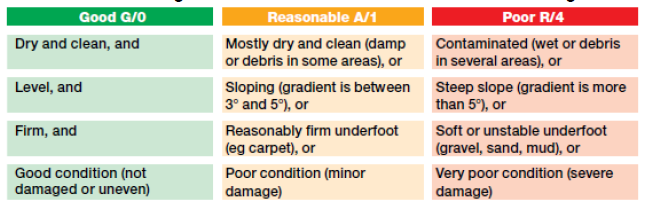 Good G/0
Reasonable A/1
Poor R/4
Dry and clean, and
Mostly dry and clean (damp
or debris in some areas), or
Contaminated (wet or debris
in several areas), or
Level, and
Sloping (gradient is between
3° and 5°), or
Steep slope (gradient is more
than 5°), or
Firm, and
Reasonably firm underfoot
(eg carpet), or
Soft or unstable underfoot
(gravel, sand, mud), or
Good condition (not
damaged or uneven)
Poor condition (minor
damage)
Very poor condition (severe
damage)